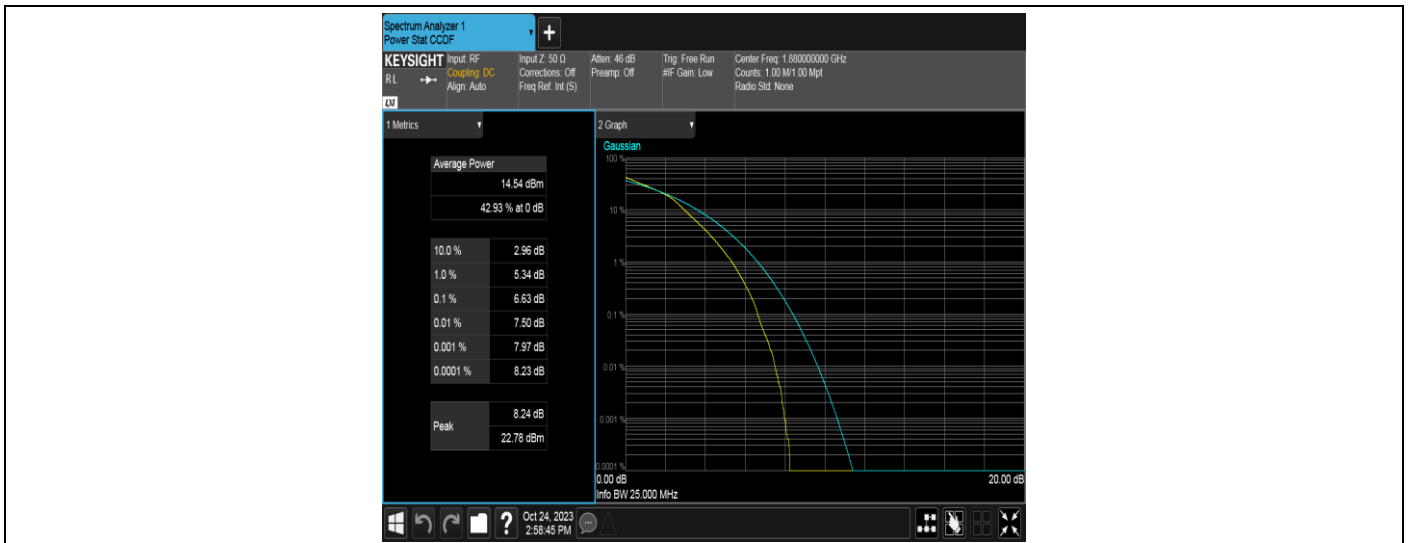 Spectrum Analyzer 1
Power Stat CCDF
+
KEYSIGHT Input: RF Input Z: 50 Ω Atten: 46 dB Trig: Free Run Center Freq: 1.880000000 GHz
RL Coupling: DC Corrections: Off Preamp: Off #IF Gain: Low Counts: 1.00 M/1.00 Mpt
Align: Auto Freq Ref: Int (S) Radio Std: None
LXI
1 Metrics
Average Power
14.54 dBm
42.93 % at 0 dB
10.0 % 2.96 dB
1.0 % 5.34 dB
0.1 % 6.63 dB
0.01 % 7.50 dB
0.001 % 7.97 dB
0.0001 % 8.23 dB
Peak 8.24 dB
22.78 dBm
2 Graph
Gaussian
100 %
10 %
1 %
0.1 %
0.01 %
0.001 %
0.0001 %
0.00 dB 20.00 dB
Info BW 25.000 MHz
? Oct 24, 2023
2:58:45 PM